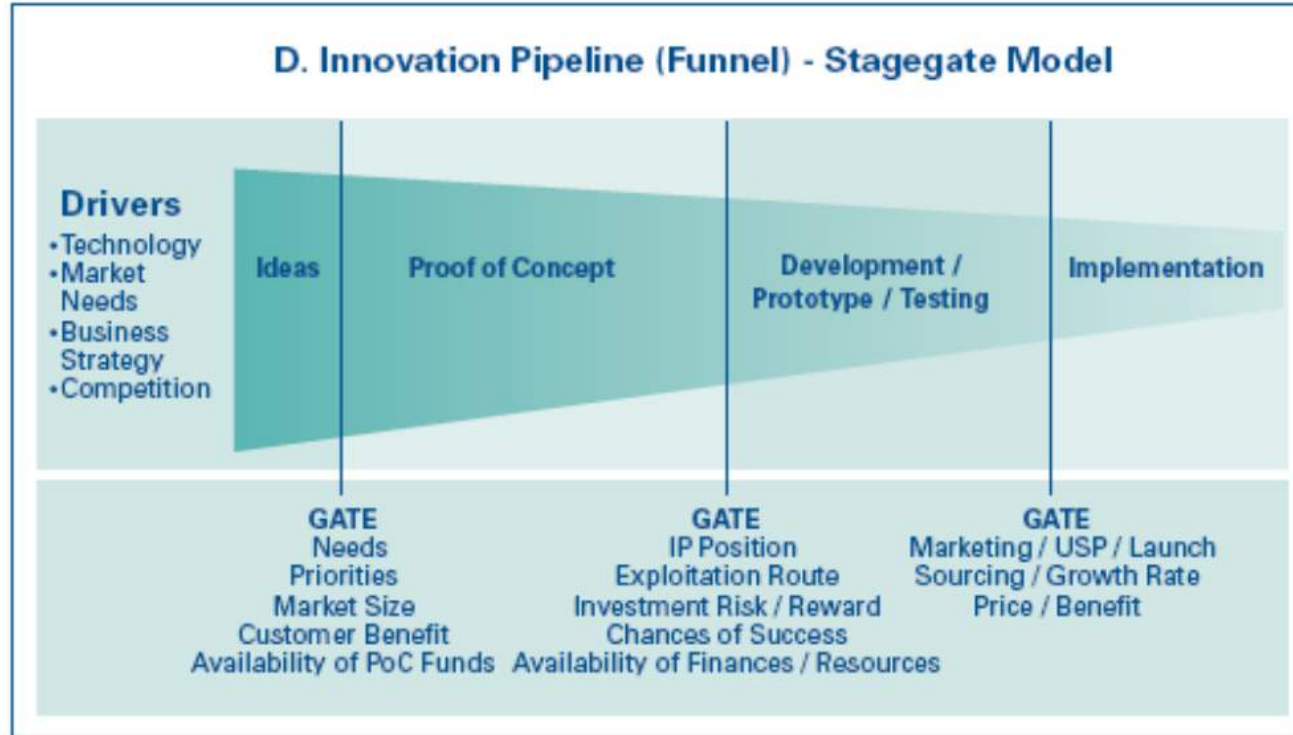 D. Innovation Pipeline (Funnel) - Stagegate Model
Drivers
•Technology
•Market
Needs
•Business
Strategy
•Competition
Ideas
Proof of Concept
Development /
Prototype / Testing
Implementation
GATE
Needs
Priorities
Market Size
Customer Benefit
Availability of PoC Funds
GATE
IP Position
Exploitation Route
Investment Risk / Reward
Chances of Success
Availability of Finances / Resources
GATE
Marketing / USP / Launch
Sourcing / Growth Rate
Price / Benefit